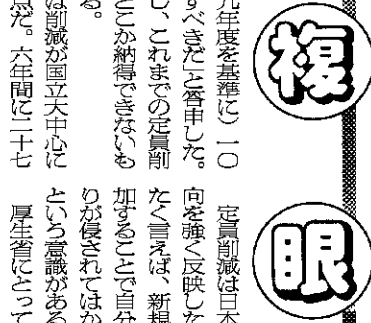 複
眼
九年度を基準に）一〇
すべきだ」と答申した。
し、これまでの定員削
どこか納得できないも
る。
は削減が国立大中心に
点だ。六年間に二十七
定員削減は日本
向を強く反映した
たく言えば、新規
加することで自分
りが侵されてはか
という意識がある
厚生省にとって